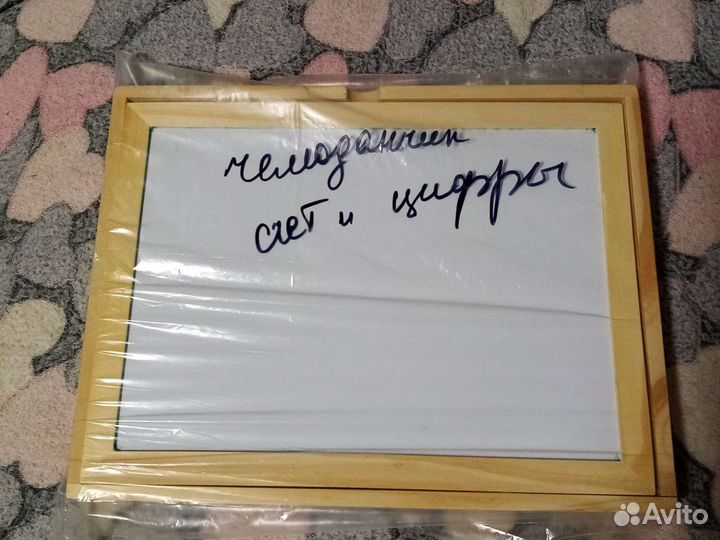 чемоданчик
счет и цифры
Avito